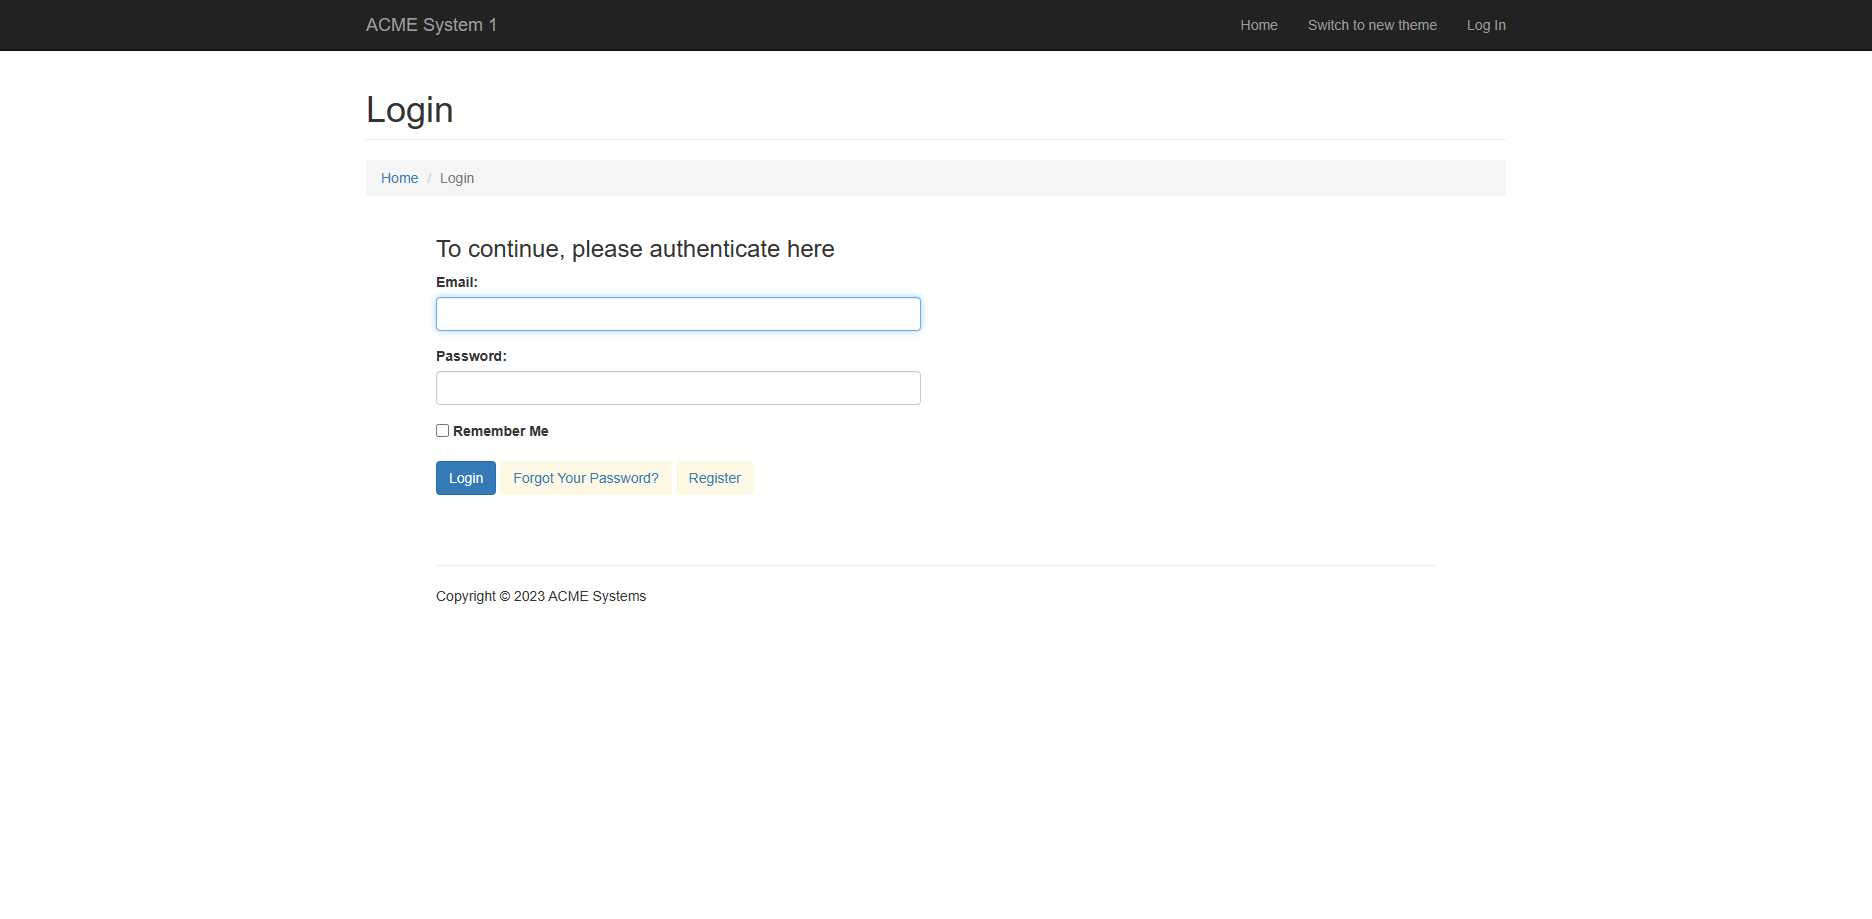 ACME System 1 Home Switch to new theme Log In
Login
Home / Login
To continue, please authenticate here
Email:
Password:
Remember Me
Login Forgot Your Password? Register
Copyright © 2023 ACME Systems